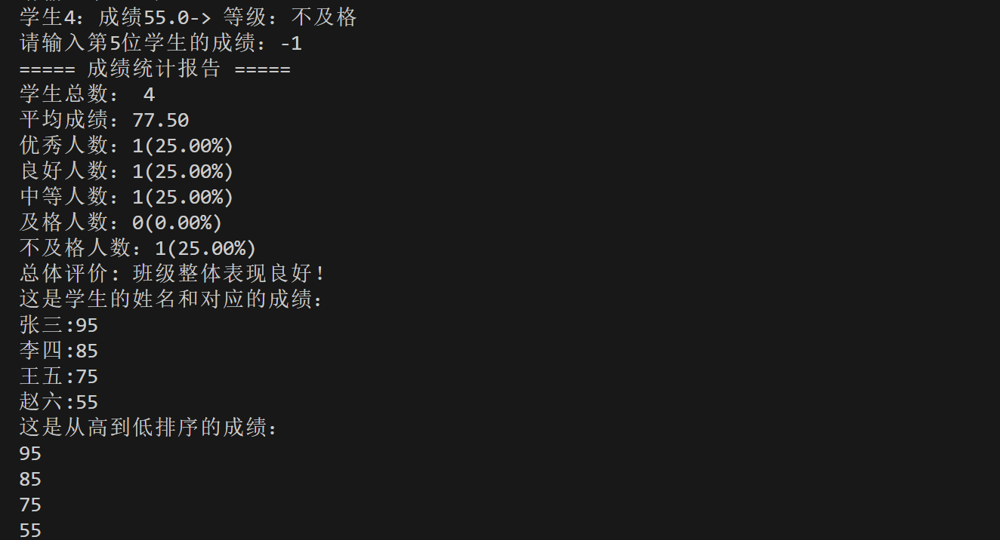 学生4: 成绩55.0-> 等级: 不及格
请输入第5位学生的成绩: -1
===== 成绩统计报告 =====
学生总数:  4
平均成绩: 77.50
优秀人数: 1(25.00%)
良好人数: 1(25.00%)
中等人数: 1(25.00%)
及格人数: 0(0.00%)
不及格人数: 1(25.00%)
总体评价: 班级整体表现良好!
这是学生的姓名和对应的成绩:
张三:95
李四:85
王五:75
赵六:55
这是从高到低排序的成绩:
95
85
75
55